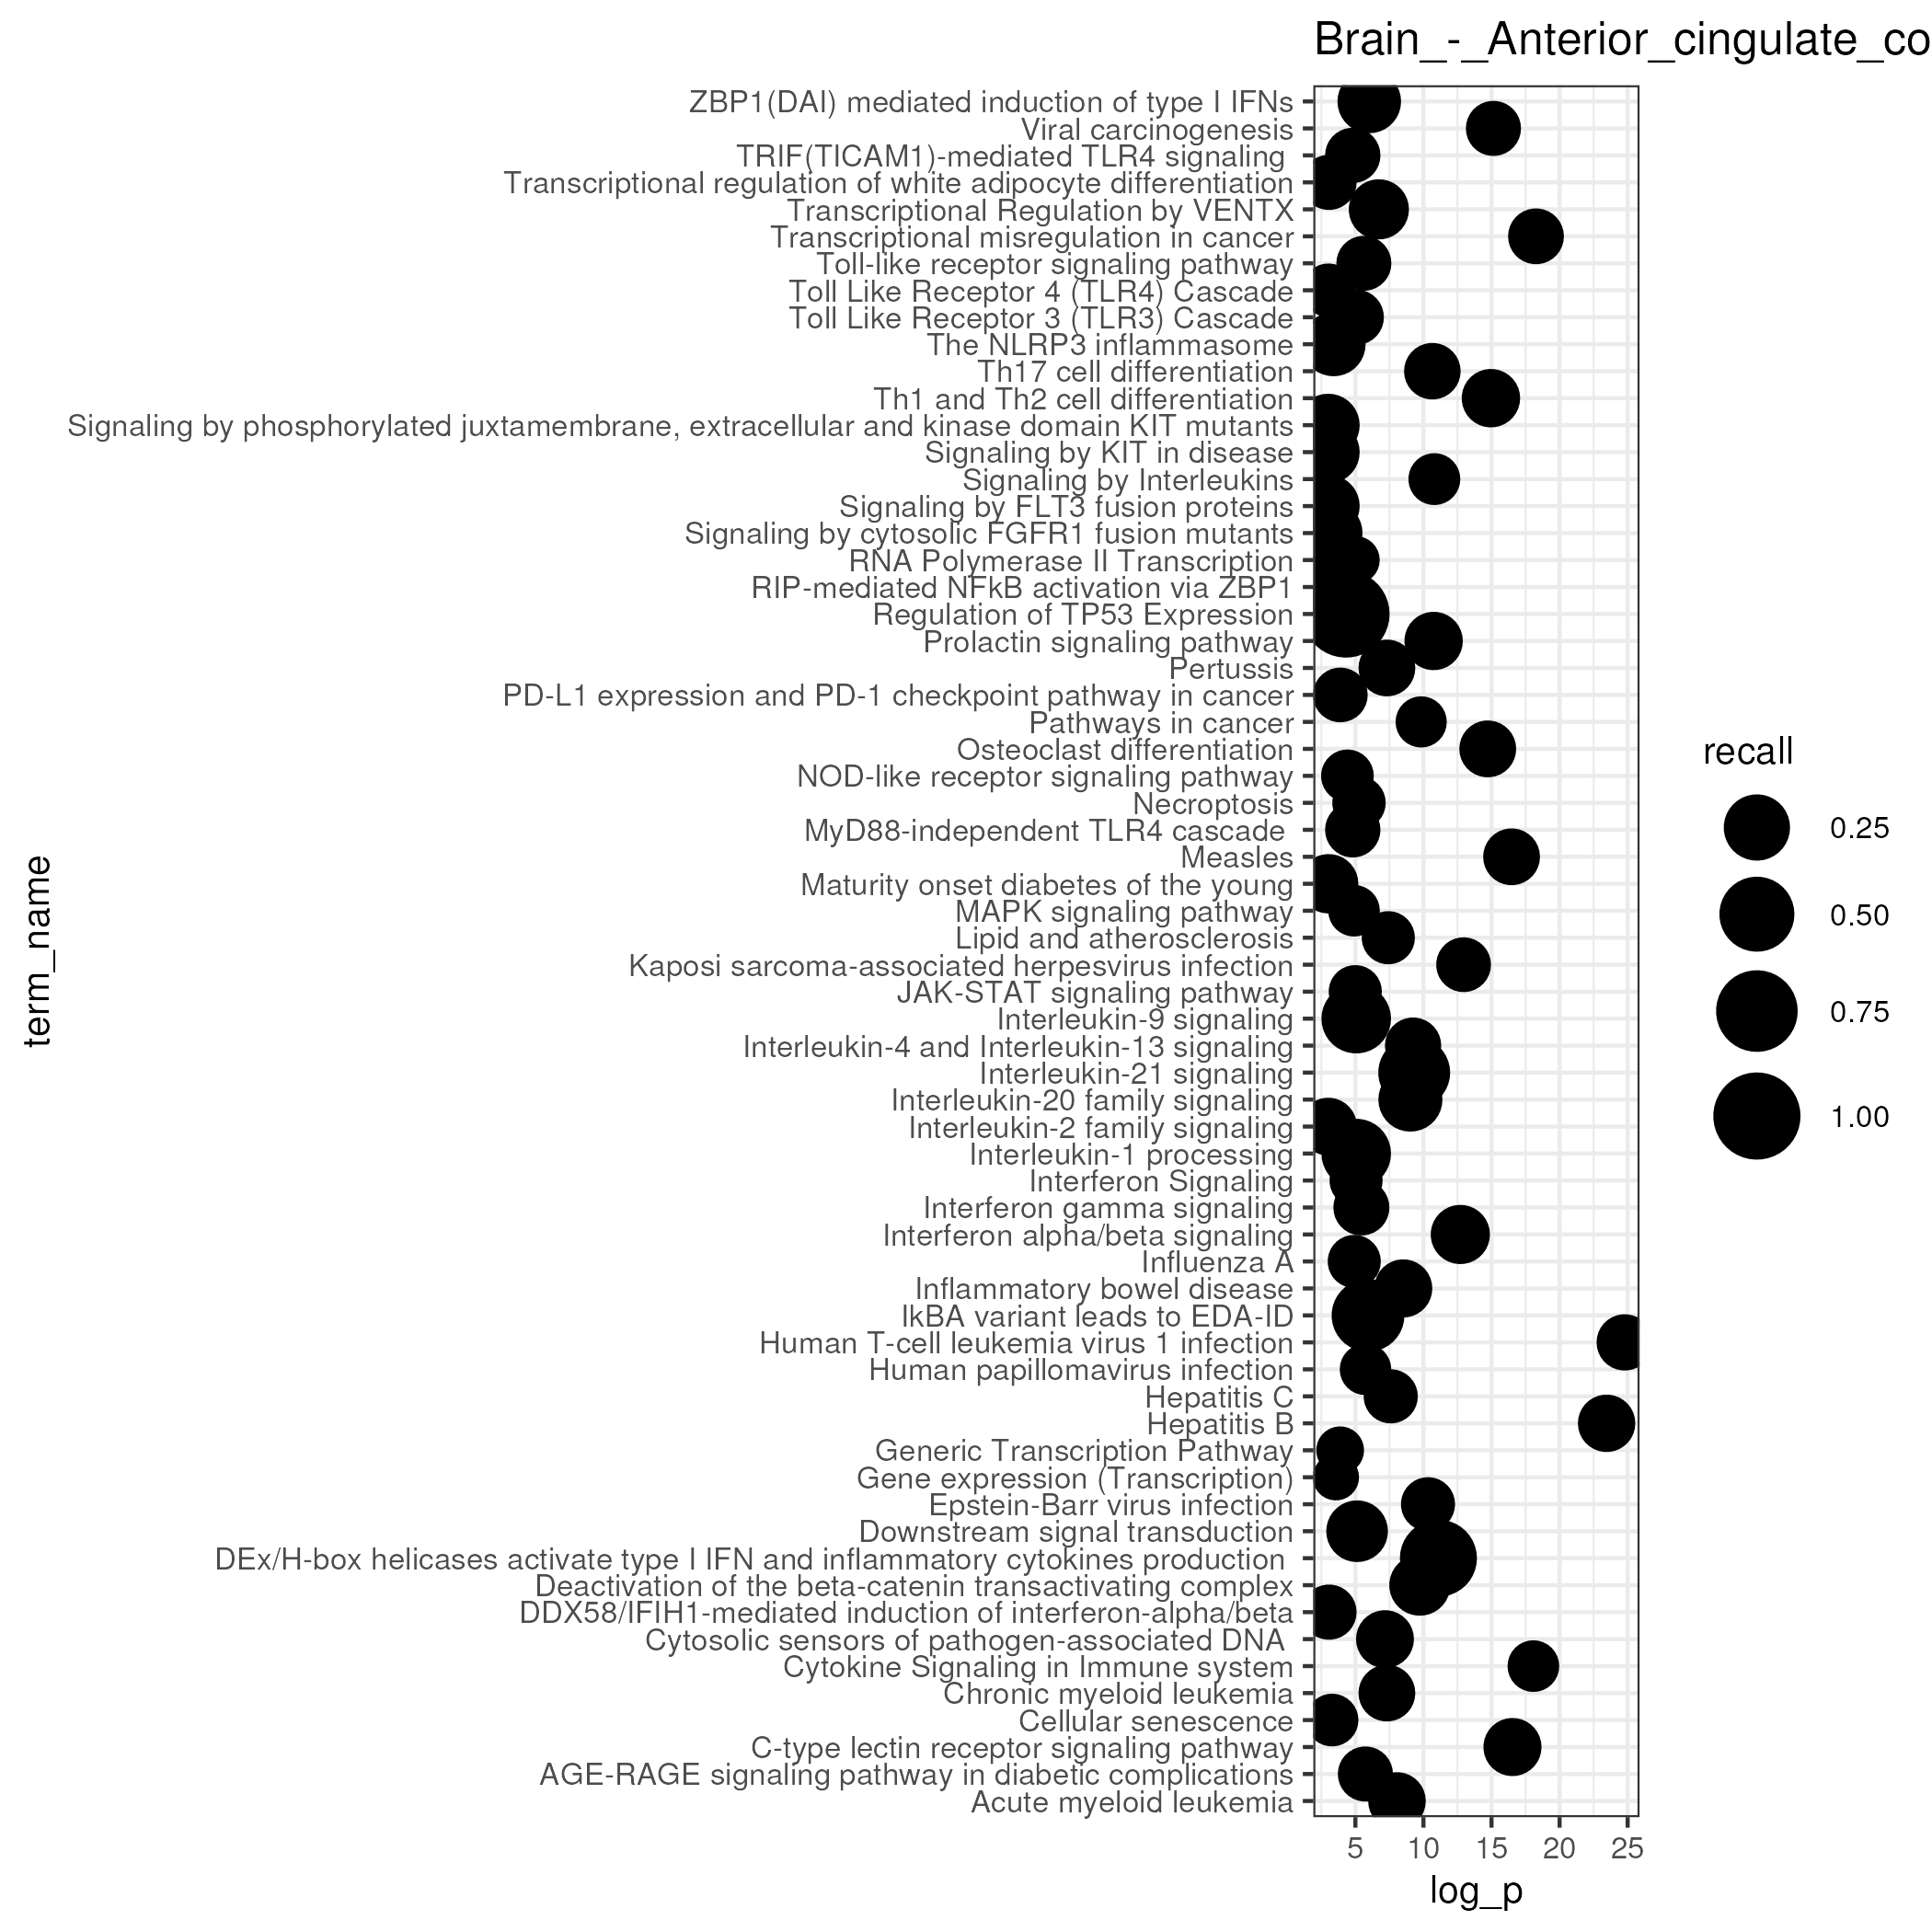 Brain_-_Anterior_cingulate_co
ZBP1(DAI) mediated induction of type I IFNs
Viral carcinogenesis
TRIF(TICAM1)-mediated TLR4 signaling
Transcriptional regulation of white adipocyte differentiation
Transcriptional Regulation by VENTX
Transcriptional misregulation in cancer
Toll-like receptor signaling pathway
Toll Like Receptor 4 (TLR4) Cascade
Toll Like Receptor 3 (TLR3) Cascade
The NLRP3 inflammasome
Th17 cell differentiation
Th1 and Th2 cell differentiation
Signaling by phosphorylated juxtamembrane, extracellular and kinase domain KIT mutants
Signaling by KIT in disease
Signaling by Interleukins
Signaling by FLT3 fusion proteins
Signaling by cytosolic FGFR1 fusion mutants
RNA Polymerase II Transcription
RIP-mediated NFkB activation via ZBP1
Regulation of TP53 Expression
Prolactin signaling pathway
Pertussis
PD-L1 expression and PD-1 checkpoint pathway in cancer
Pathways in cancer
Osteoclast differentiation
NOD-like receptor signaling pathway
Necroptosis
MyD88-independent TLR4 cascade
Measles
Maturity onset diabetes of the young
MAPK signaling pathway
Lipid and atherosclerosis
Kaposi sarcoma-associated herpesvirus infection
JAK-STAT signaling pathway
Interleukin-9 signaling
Interleukin-4 and Interleukin-13 signaling
Interleukin-21 signaling
Interleukin-20 family signaling
Interleukin-2 family signaling
Interleukin-1 processing
Interferon Signaling
Interferon gamma signaling
Interferon alpha/beta signaling
Influenza A
Inflammatory bowel disease
IkBA variant leads to EDA-ID
Human T-cell leukemia virus 1 infection
Human papillomavirus infection
Hepatitis C
Hepatitis B
Generic Transcription Pathway
Gene expression (Transcription)
Epstein-Barr virus infection
Downstream signal transduction
DEx/H-box helicases activate type I IFN and inflammatory cytokines production
Deactivation of the beta-catenin transactivating complex
DDX58/IFIH1-mediated induction of interferon-alpha/beta
Cytosolic sensors of pathogen-associated DNA
Cytokine Signaling in Immune system
Chronic myeloid leukemia
Cellular senescence
C-type lectin receptor signaling pathway
AGE-RAGE signaling pathway in diabetic complications
Acute myeloid leukemia
5 10 15 20 25
log_p
term_name
recall
0.25
0.50
0.75
1.00